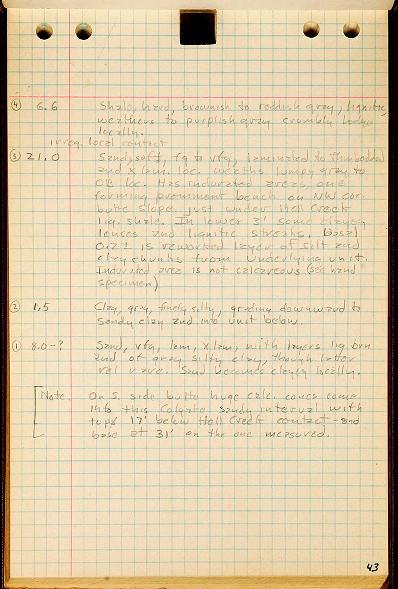 ④ 6.6 Shale, hard, brownish to reddish gray, lignitic,
weathers to purplish gray crumbly ledge
locally.
irreg. local contact
③ 21.0 Sand, soft, fg to vfg, laminated to thin bedded
and x lam. loc. weaths lumpy gray to
OB loc. Has indurated areas, one
forming prominent bench on NW cor.
butte slope just under Hell Creek
lig. shale. In lower 3' some clayey
lenses and lignitic streaks. Basal
0.2± is reworked layer of silt and
clay chunks from underlying unit.
Indurated area is not calcareous (see hand
specimen)
② 1.5 Clay, gray, finely silty, grading downward to
sandy clay and into unit below.
① 8.0-? Sand, vfg, lam, x lam, with layers lig brn
and of gray silty clay, though latter
rel rare. Sand becomes clayey locally.
Note. On S. side butte huge calc. concs come
into this Colgate sandy interval with
tops 17' below Hell Creek contact and
base at 31' on the one measured.
43